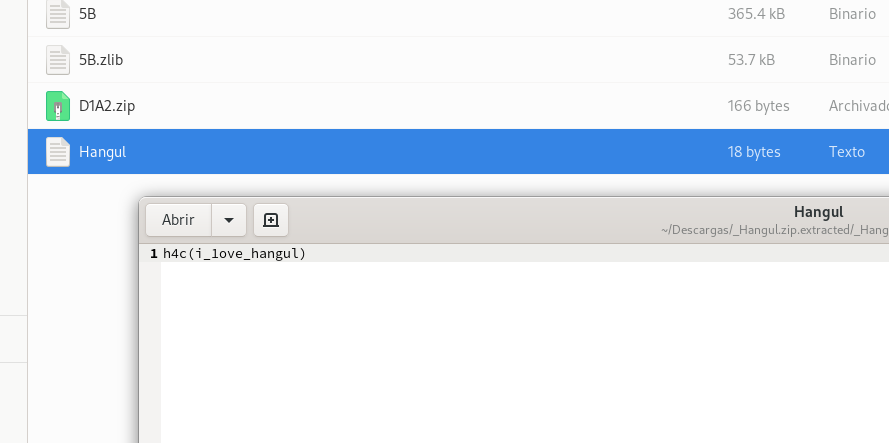 5B 365.4 kB Binario
5B.zlib 53.7 kB Binario
D1A2.zip 166 bytes Archivado
Hangul 18 bytes Texto
Abrir Hangul
~/Descargas/_Hangul.zip.extracted/_Hang
1 h4c(i_1ove_hangul)